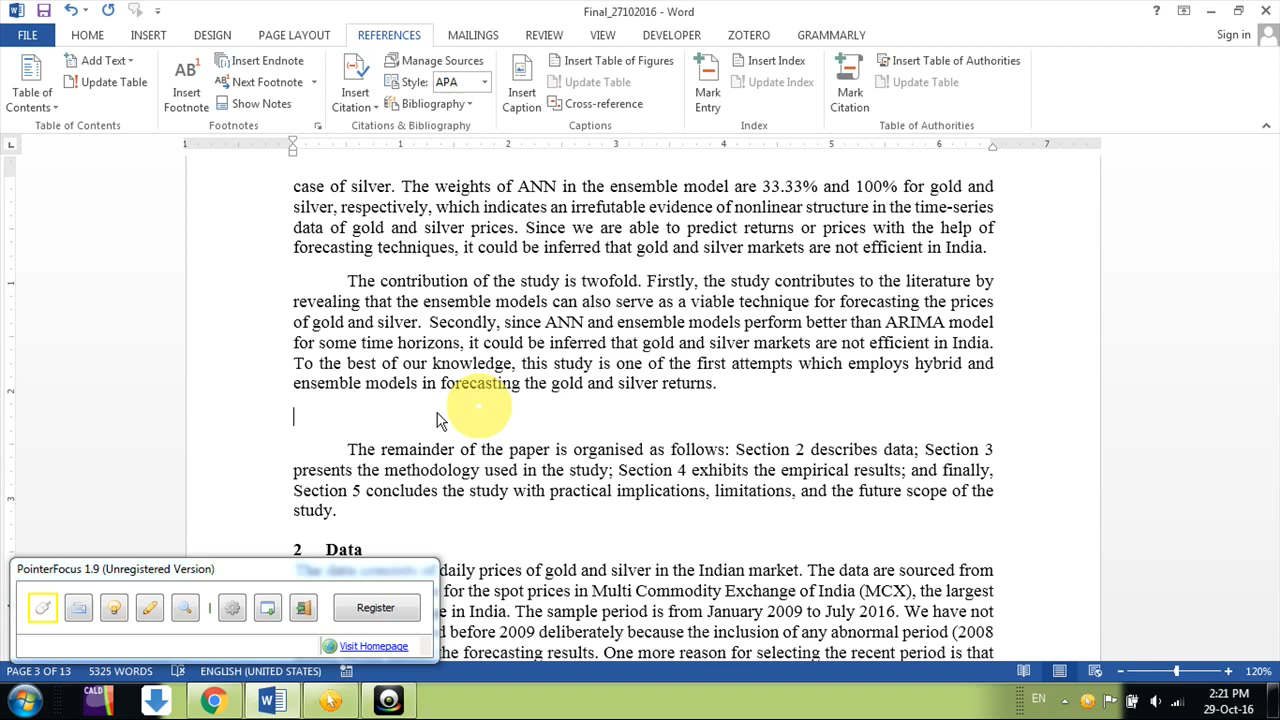 Final_27102016 - Word
FILE HOME INSERT DESIGN PAGE LAYOUT REFERENCES MAILINGS REVIEW VIEW DEVELOPER ZOTERO GRAMMARLY Sign in
Table of Contents
Add Text
Update Table
Table of Contents
AB1
Insert Footnote
Insert Endnote
Next Footnote
Show Notes
Footnotes
Insert Citation
Manage Sources
Style: APA
Bibliography
Citations & Bibliography
Insert Caption
Insert Table of Figures
Update Table
Cross-reference
Captions
Mark Entry
Insert Index
Update Index
Index
Mark Citation
Insert Table of Authorities
Update Table
Table of Authorities
1 1 2 3 4 5 6 7
case of silver. The weights of ANN in the ensemble model are 33.33% and 100% for gold and
silver, respectively, which indicates an irrefutable evidence of nonlinear structure in the time-series
data of gold and silver prices. Since we are able to predict returns or prices with the help of
forecasting techniques, it could be inferred that gold and silver markets are not efficient in India.
The contribution of the study is twofold. Firstly, the study contributes to the literature by
revealing that the ensemble models can also serve as a viable technique for forecasting the prices
of gold and silver. Secondly, since ANN and ensemble models perform better than ARIMA model
for some time horizons, it could be inferred that gold and silver markets are not efficient in India.
To the best of our knowledge, this study is one of the first attempts which employs hybrid and
ensemble models in forecasting the gold and silver returns.
The remainder of the paper is organised as follows: Section 2 describes data; Section 3
presents the methodology used in the study; Section 4 exhibits the empirical results; and finally,
Section 5 concludes the study with practical implications, limitations, and the future scope of the
study.
2 Data
The data consists of daily prices of gold and silver in the Indian market. The data are sourced from
for the spot prices in Multi Commodity Exchange of India (MCX), the largest
e in India. The sample period is from January 2009 to July 2016. We have not
d before 2009 deliberately because the inclusion of any abnormal period (2008
the forecasting results. One more reason for selecting the recent period is that
PointerFocus 1.9 (Unregistered Version)
Register
Visit Homepage
PAGE 3 OF 13 5325 WORDS ENGLISH (UNITED STATES) 120%
CALD
EN
2:21 PM
29-Oct-16